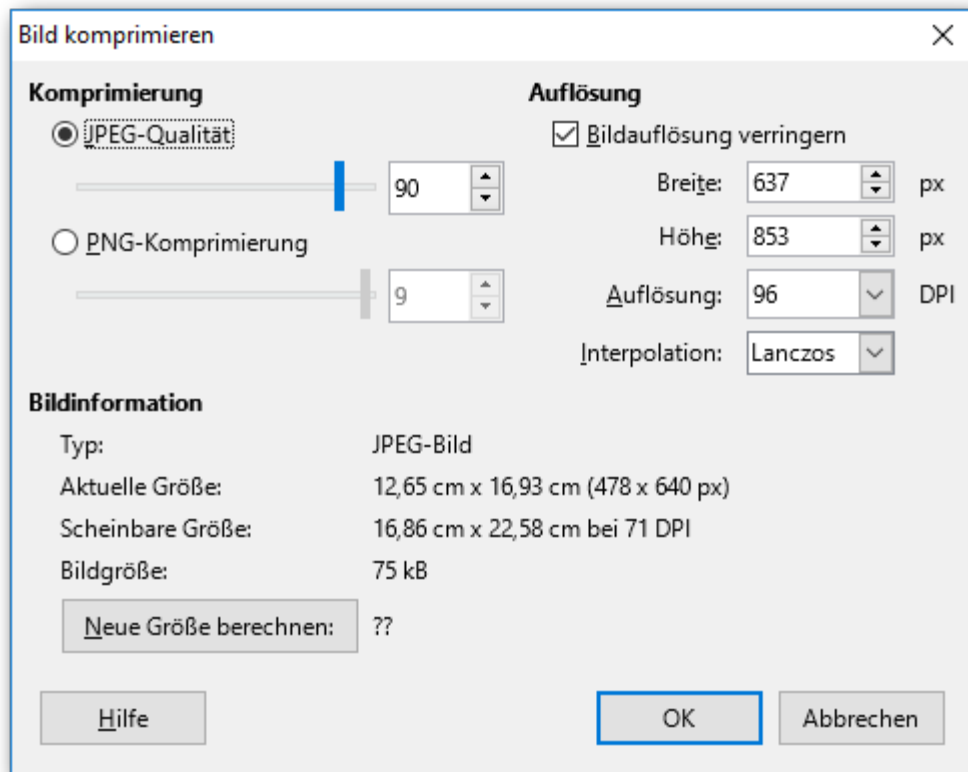 Bild komprimieren
Komprimierung
JPEG-Qualität
90
PNG-Komprimierung
9
Auflösung
Bildauflösung verringern
Breite: 637 px
Höhe: 853 px
Auflösung: 96 DPI
Interpolation: Lanczos
Bildinformation
Typ: JPEG-Bild
Aktuelle Größe: 12,65 cm x 16,93 cm (478 x 640 px)
Scheinbare Größe: 16,86 cm x 22,58 cm bei 71 DPI
Bildgröße: 75 kB
Neue Größe berechnen: ??
Hilfe OK Abbrechen